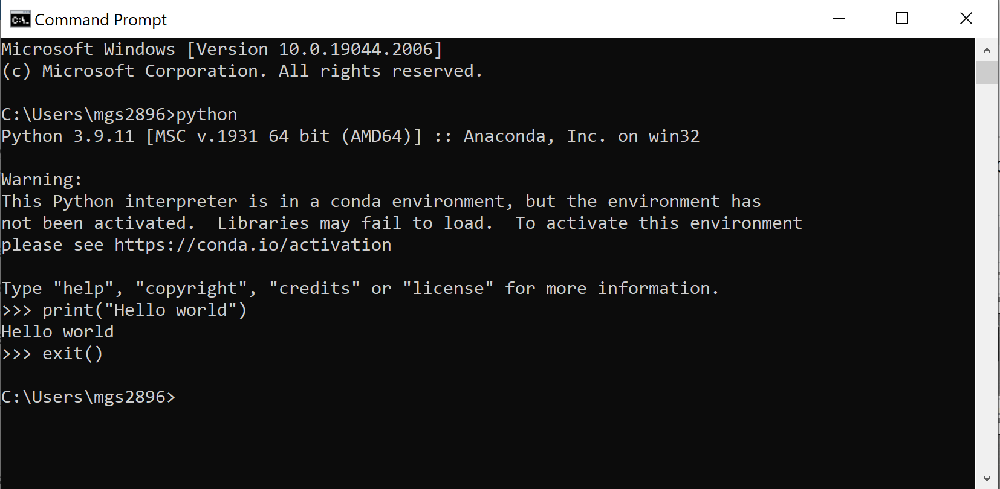 Command Prompt
Microsoft Windows [Version 10.0.19044.2006]
(c) Microsoft Corporation. All rights reserved.
C:\Users\mgs2896>python
Python 3.9.11 [MSC v.1931 64 bit (AMD64)] :: Anaconda, Inc. on win32
Warning:
This Python interpreter is in a conda environment, but the environment has
not been activated.  Libraries may fail to load.  To activate this environment
please see https://conda.io/activation
Type "help", "copyright", "credits" or "license" for more information.
>>> print("Hello world")
Hello world
>>> exit()
C:\Users\mgs2896>